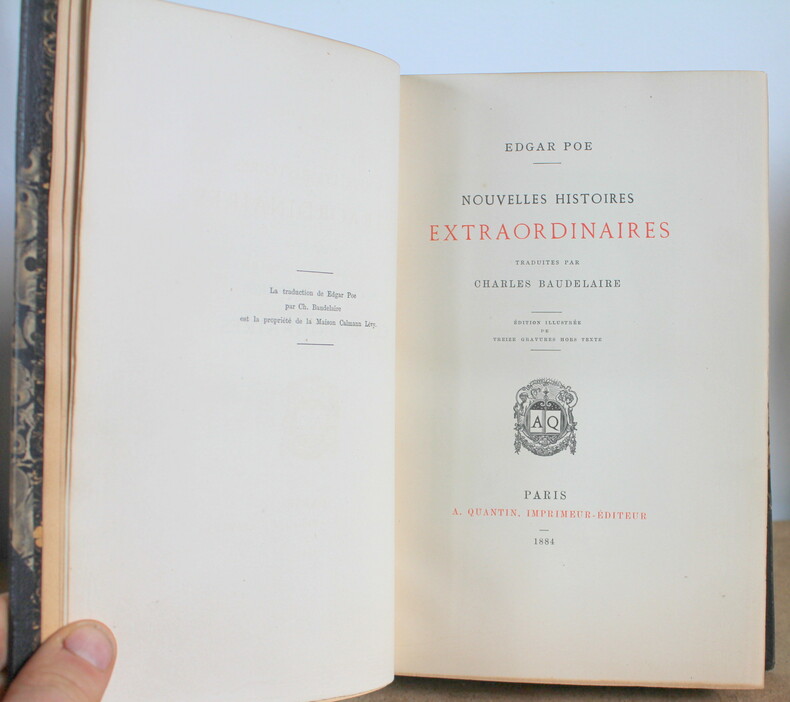 La traduction de Edgar Poe
par Ch. Baudelaire
est la propriété de la Maison Calmann Lévy.
EDGAR POE
NOUVELLES HISTOIRES
EXTRAORDINAIRES
TRADUITES PAR
CHARLES BAUDELAIRE
ÉDITION ILLUSTRÉE
DE
TREIZE GRAVURES HORS TEXTE
A Q
PARIS
A. QUANTIN, IMPRIMEUR-ÉDITEUR
1884